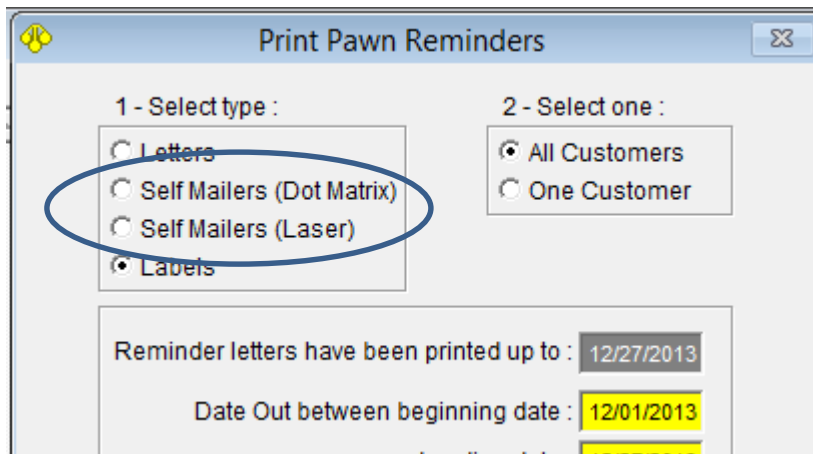 Print Pawn Reminders
1 - Select type :
Letters
Self Mailers (Dot Matrix)
Self Mailers (Laser)
Labels
2 - Select one :
All Customers
One Customer
Reminder letters have been printed up to : 12/27/2013
Date Out between beginning date : 12/01/2013